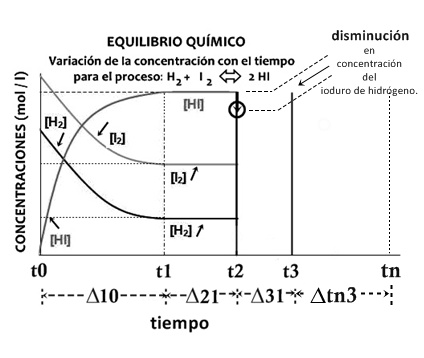 EQUILIBRIO QUÍMICO
Variación de la concentración con el tiempo
para el proceso: H₂ + I₂ ⇔ 2 HI
disminución
en
concentración
del
ioduro de hidrógeno.
CONCENTRACIONES (mol / l)
[HI]
[H₂]
[I₂]
[I₂]
[H₂]
[HI]
t0 t1 t2 t3 tn
Δ10 Δ21 Δ31 Δtn3
tiempo